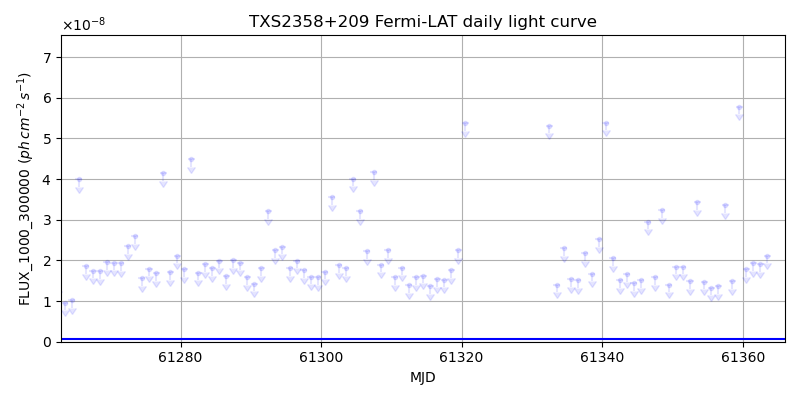 TXS2358+209 Fermi-LAT daily light curve
×10⁻⁸
FLUX_1000_300000 (ph cm⁻² s⁻¹)
7
6
5
4
3
2
1
0
61280 61300 61320 61340 61360
MJD